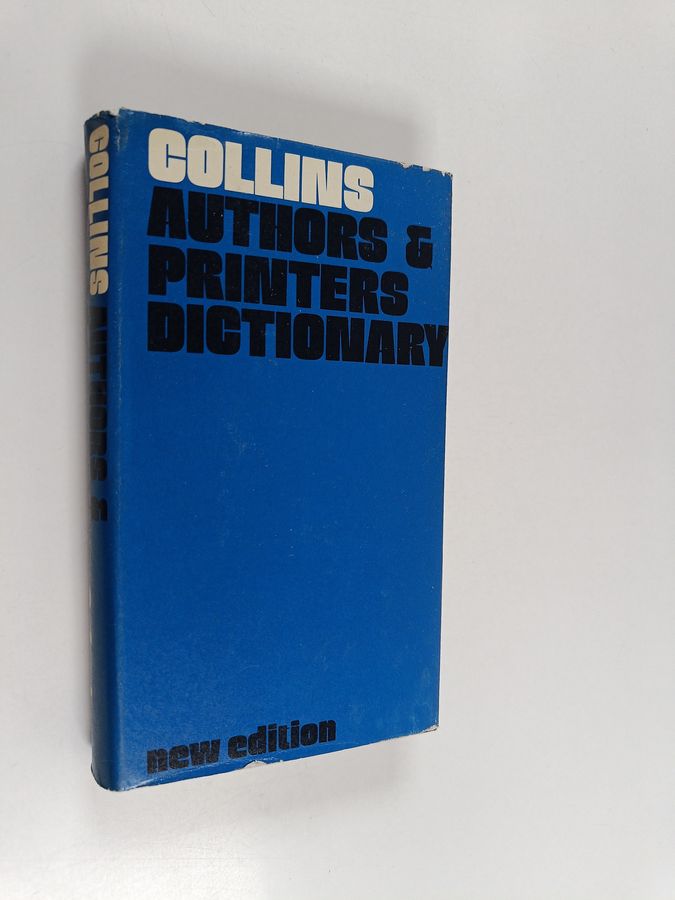 COLLINS
AUTHORS &
PRINTERS
DICTIONARY
new edition
COLLINS AUTHORS &